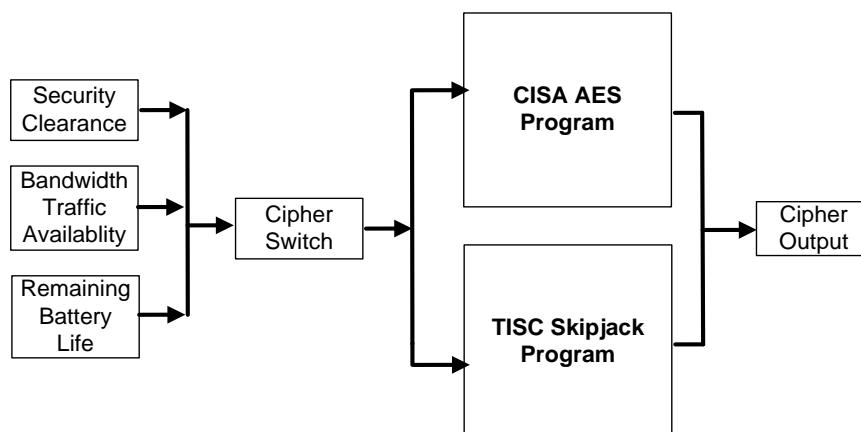 Security
Clearance
Bandwidth
Traffic
Availablity
Remaining
Battery
Life
Cipher
Switch
CISA AES
Program
TISC Skipjack
Program
Cipher
Output